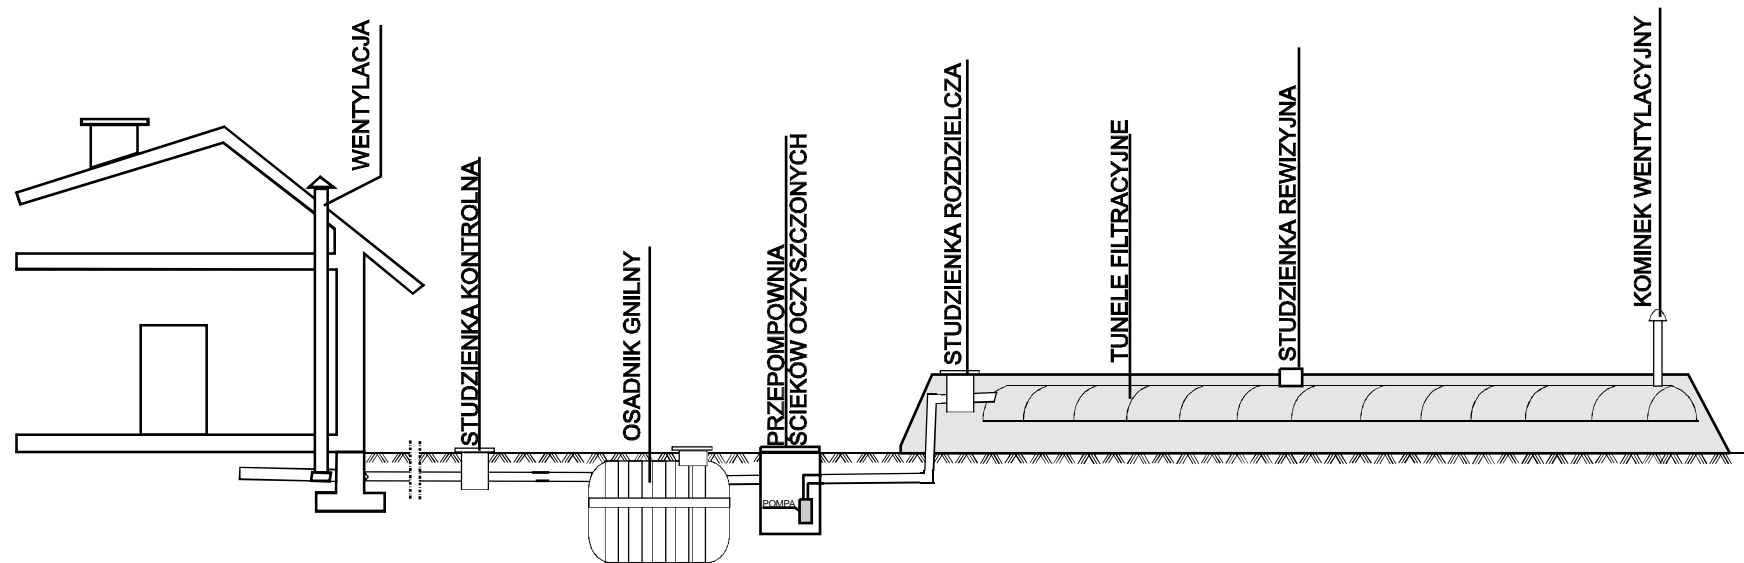 WENTYLACJA
STUDZIENKA KONTROLNA
OSADNIK GNILNY
PRZEPOMPOWNIA
ŚCIEKÓW OCZYSZCZONYCH
POMPA
STUDZIENKA ROZDZIELCZA
TUNELE FILTRACYJNE
STUDZIENKA REWIZYJNA
KOMINEK WENTYLACYJNY